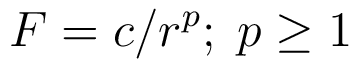 F = c/r^p; p ≥ 1